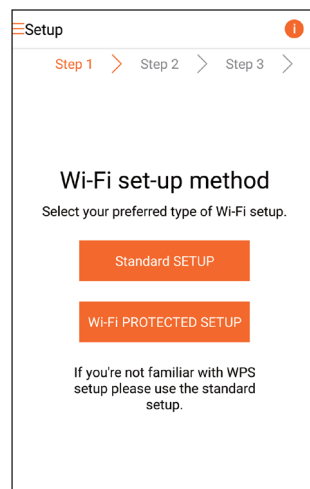 Setup
i
Step 1 Step 2 Step 3
Wi-Fi set-up method
Select your preferred type of Wi-Fi setup.
Standard SETUP
Wi-Fi PROTECTED SETUP
If you're not familiar with WPS
setup please use the standard
setup.